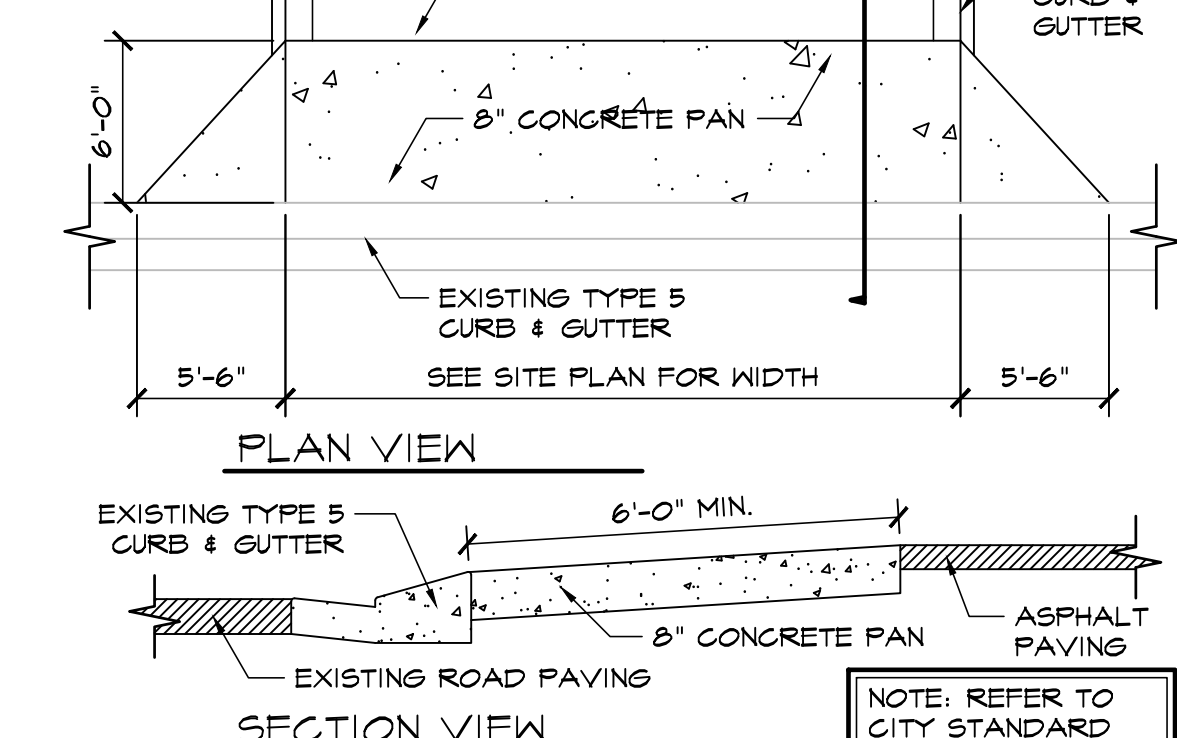 CURB &
GUTTER
6'-0"
8" CONCRETE PAN
EXISTING TYPE 5
CURB & GUTTER
5'-6"
SEE SITE PLAN FOR WIDTH
5'-6"
PLAN VIEW
EXISTING TYPE 5
CURB & GUTTER
6'-0" MIN.
8" CONCRETE PAN
ASPHALT
PAVING
EXISTING ROAD PAVING
SECTION VIEW
NOTE: REFER TO
CITY STANDARD